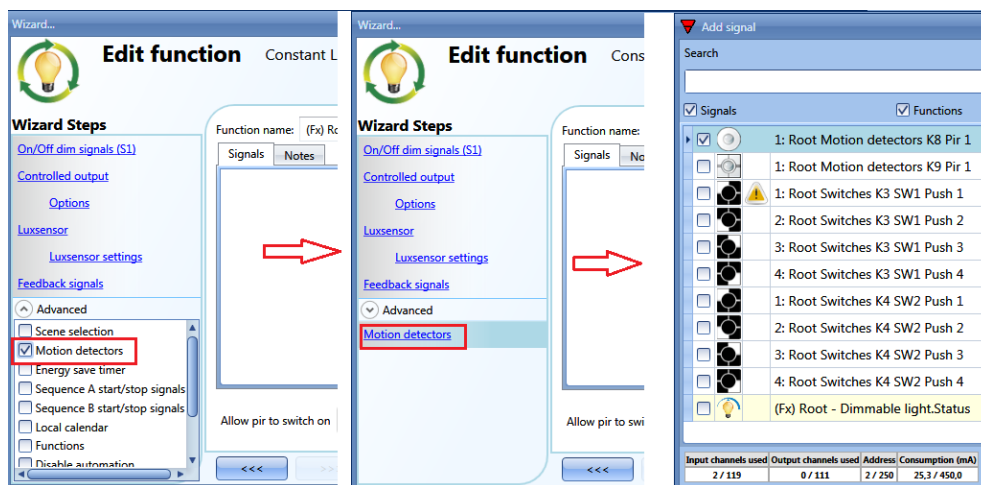 Wizard...
Edit function Constant L
Wizard Steps
On/Off dim signals (S1)
Controlled output
Options
Luxsensor
Luxsensor settings
Feedback signals
Advanced
Scene selection
Motion detectors
Energy save timer
Sequence A start/stop signals
Sequence B start/stop signals
Local calendar
Functions
Disable automation
Function name: (Fx) Ro
Signals Notes
Allow pir to switch on
<<< >>
Wizard...
Edit function Cons
Wizard Steps
On/Off dim signals (S1)
Controlled output
Options
Luxsensor
Luxsensor settings
Feedback signals
Advanced
Motion detectors
Function name:
Signals No
Allow pir to swi
<<<
Add signal
Search
Signals Functions
1: Root Motion detectors K8 Pir 1
1: Root Motion detectors K9 Pir 1
1: Root Switches K3 SW1 Push 1
2: Root Switches K3 SW1 Push 2
3: Root Switches K3 SW1 Push 3
4: Root Switches K3 SW1 Push 4
1: Root Switches K4 SW2 Push 1
2: Root Switches K4 SW2 Push 2
3: Root Switches K4 SW2 Push 3
4: Root Switches K4 SW2 Push 4
(Fx) Root - Dimmable light.Status
Input channels used Output channels used Address Consumption (mA)
2 / 119 0 / 111 2 / 250 25,3 / 450,0